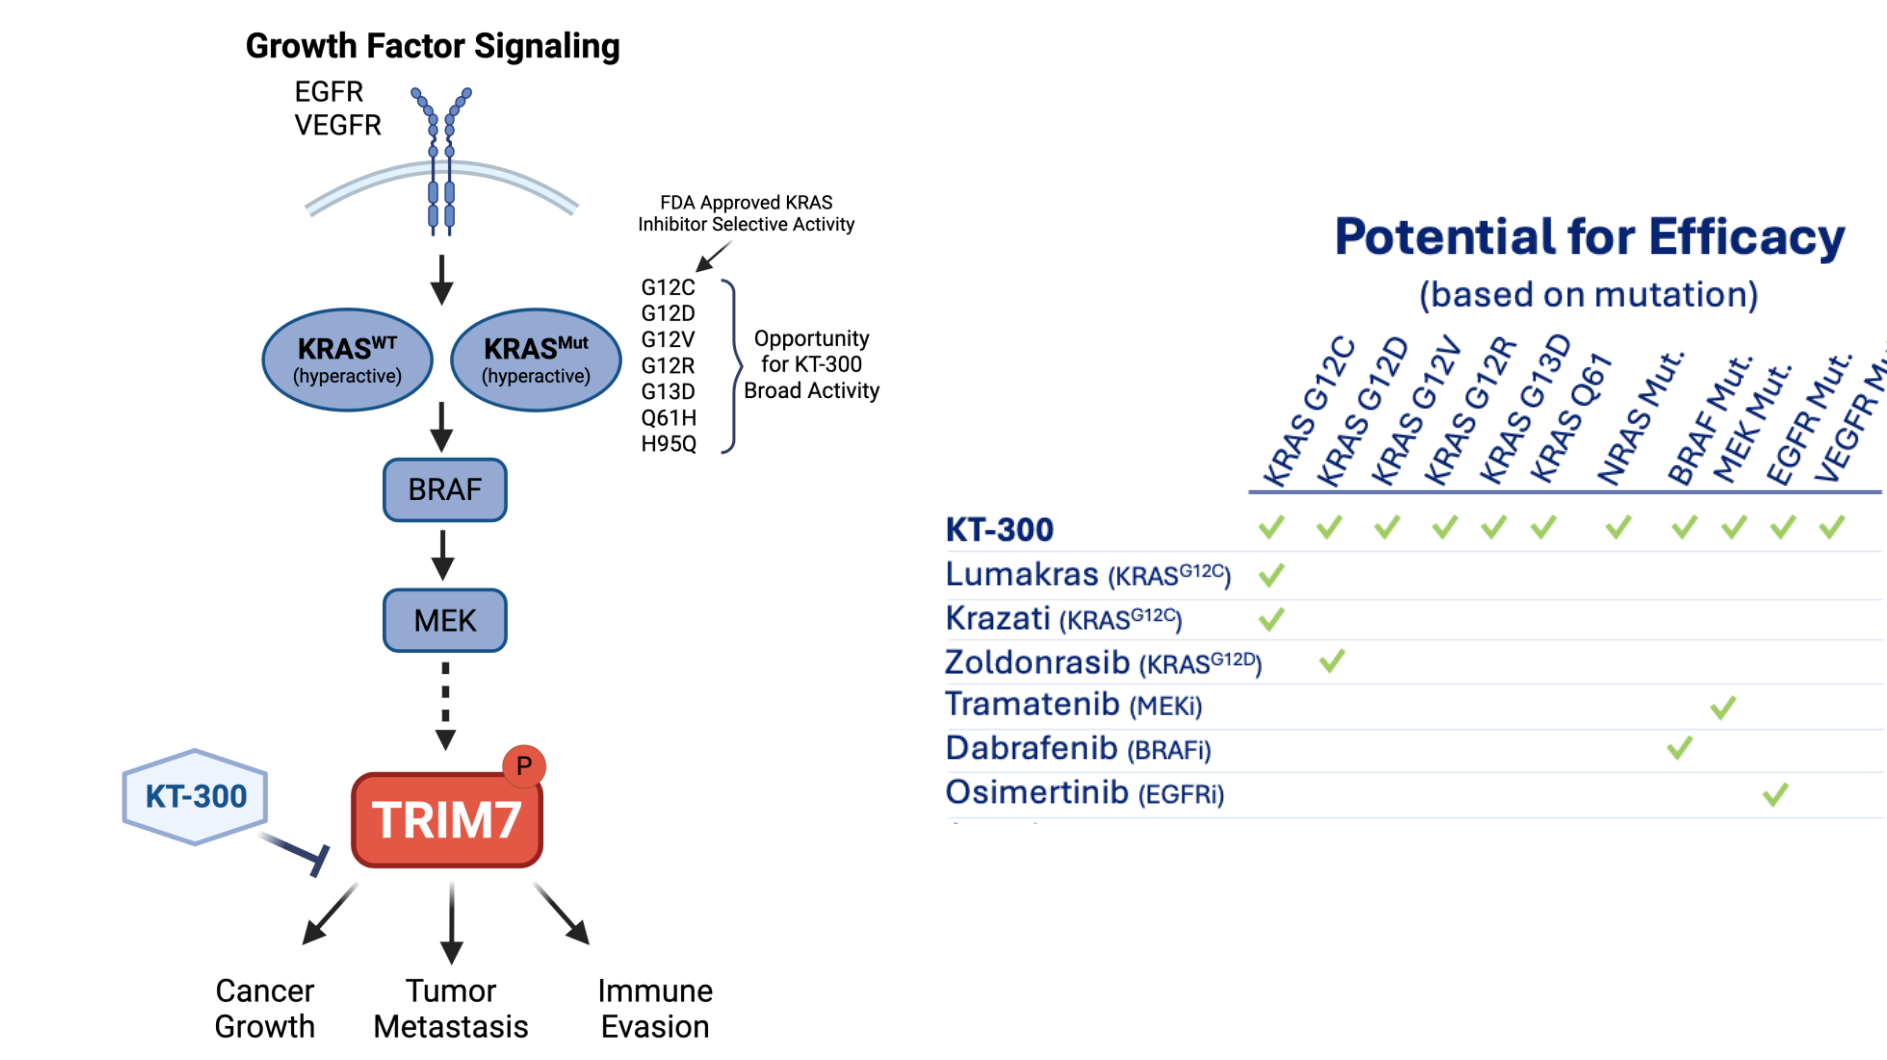 Growth Factor Signaling
EGFR
VEGFR
FDA Approved KRAS
Inhibitor Selective Activity
KRASWT
(hyperactive)
KRASMut
(hyperactive)
G12C
G12D
G12V
G12R
G13D
Q61H
H95Q
Opportunity
for KT-300
Broad Activity
BRAF
MEK
KT-300
P
TRIM7
Cancer
Growth
Tumor
Metastasis
Immune
Evasion
Potential for Efficacy
(based on mutation)
KRAS G12C
KRAS G12D
KRAS G12V
KRAS G12R
KRAS G13D
KRAS Q61
NRAS Mut.
BRAF Mut.
MEK Mut.
EGFR Mut.
VEGFR
KT-300
Lumakras (KRASG12C)
Krazati (KRASG12C)
Zoldonrasib (KRASG12D)
Tramatenib (MEKi)
Dabrafenib (BRAFi)
Osimertinib (EGFRi)